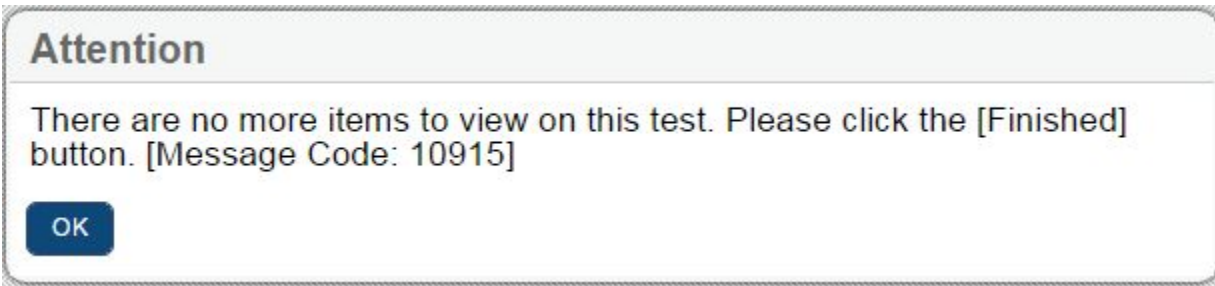 Attention
There are no more items to view on this test. Please click the [Finished]
button. [Message Code: 10915]
OK